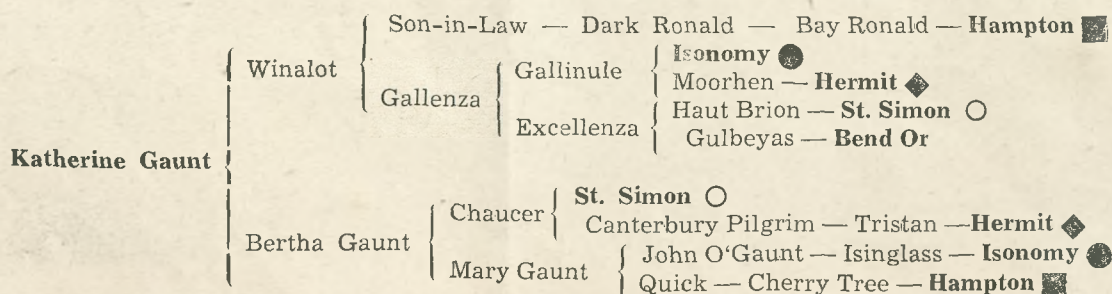 Son-in-Law — Dark Ronald — Bay Ronald — Hampton
Winalot
Gallinule
Isonomy
Moorhen — Hermit
Gallenza
Excellenza
Haut Brion — St. Simon
Gulbeyas — Bend Or
Katherine Gaunt
St. Simon
Chaucer
Canterbury Pilgrim — Tristan —Hermit
Bertha Gaunt
Mary Gaunt
John O'Gaunt — Isinglass — Isonomy
Quick — Cherry Tree — Hampton